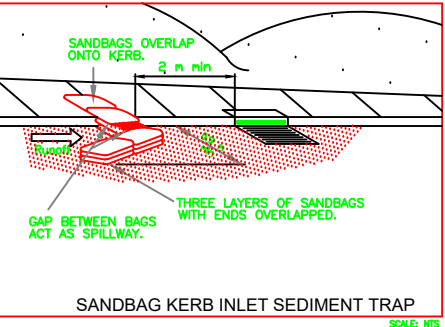 SANDBAGS OVERLAP
ONTO KERB.
2 m min
Runoff
GAP BETWEEN BAGS
ACT AS SPILLWAY.
THREE LAYERS OF SANDBAGS
WITH ENDS OVERLAPPED.
SANDBAG KERB INLET SEDIMENT TRAP
SCALE: NTS